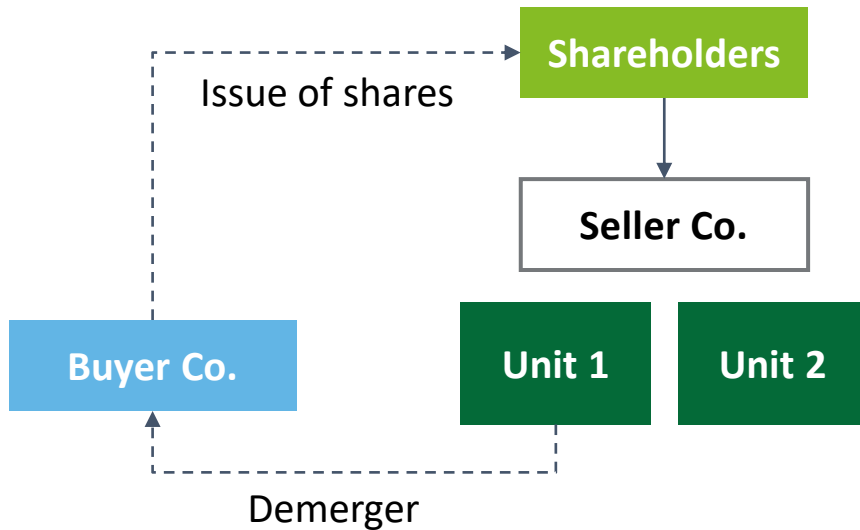 Shareholders
Issue of shares
Seller Co.
Buyer Co.
Unit 1
Unit 2
Demerger